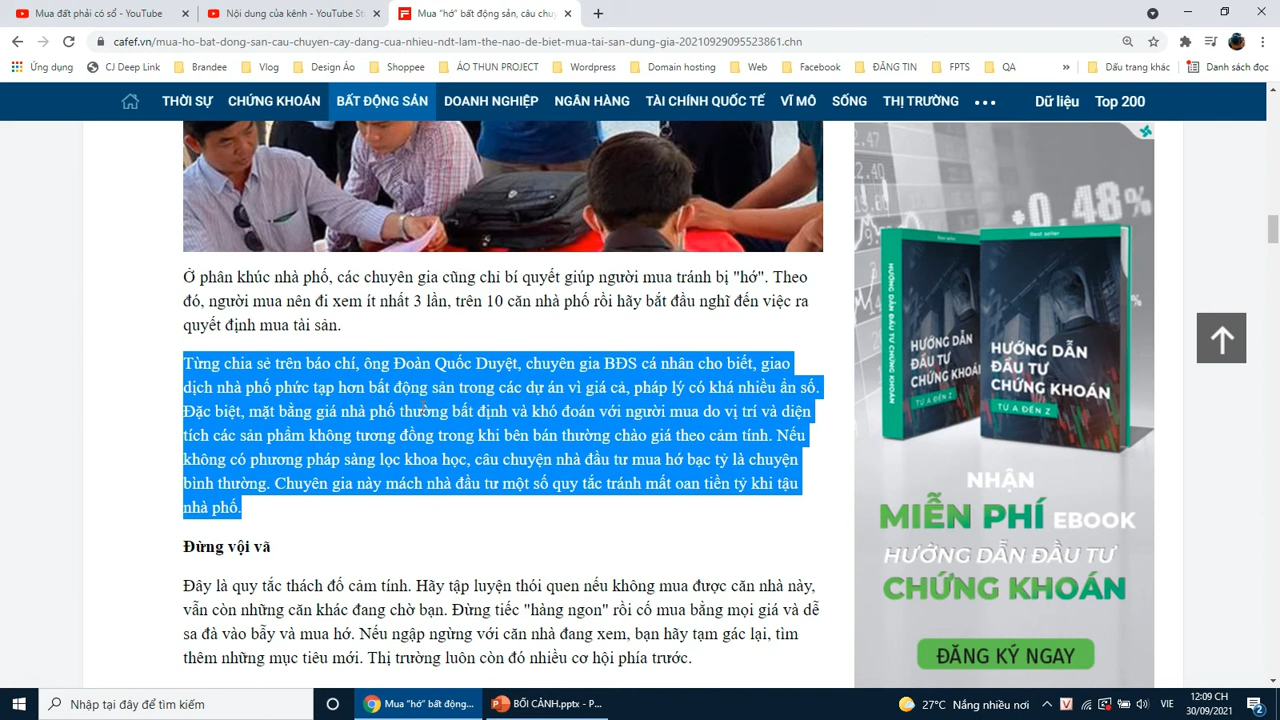 Mua đất phải có sổ - YouTube
Nội dung của kênh - YouTube St
Mua “hớ” bất động sản, câu chuy
cafef.vn/mua-ho-bat-dong-san-cau-chuyen-cay-dang-cua-nhieu-ndt-lam-the-nao-de-biet-mua-tai-san-dung-gia-20210929095523861.chn
Ứng dụng CJ Deep Link Brandee Vlog Design Áo Shoppee ÁO THUN PROJECT Wordpress Domain hosting Web Facebook ĐĂNG TIN FPTS QA » Dấu trang khác Danh sách đọc
THỜI SỰ CHỨNG KHOÁN BẤT ĐỘNG SẢN DOANH NGHIỆP NGÂN HÀNG TÀI CHÍNH QUỐC TẾ VĨ MÔ SỐNG THỊ TRƯỜNG ••• Dữ liệu Top 200
Ở phân khúc nhà phố, các chuyên gia cũng chỉ bí quyết giúp người mua tránh bị "hớ". Theo
đó, người mua nên đi xem ít nhất 3 lần, trên 10 căn nhà phố rồi hãy bắt đầu nghĩ đến việc ra
quyết định mua tài sản.
Từng chia sẻ trên báo chí, ông Đoàn Quốc Duyệt, chuyên gia BĐS cá nhân cho biết, giao
dịch nhà phố phức tạp hơn bất động sản trong các dự án vì giá cả, pháp lý có khá nhiều ẩn số.
Đặc biệt, mặt bằng giá nhà phố thường bất định và khó đoán với người mua do vị trí và diện
tích các sản phẩm không tương đồng trong khi bên bán thường chào giá theo cảm tính. Nếu
không có phương pháp sàng lọc khoa học, câu chuyện nhà đầu tư mua hớ bạc tỷ là chuyện
bình thường. Chuyên gia này mách nhà đầu tư một số quy tắc tránh mất oan tiền tỷ khi tậu
nhà phố.
Đừng vội vã
Đây là quy tắc thách đố cảm tính. Hãy tập luyện thói quen nếu không mua được căn nhà này,
vẫn còn những căn khác đang chờ bạn. Đừng tiếc "hàng ngon" rồi cố mua bằng mọi giá và dễ
sa đà vào bẫy và mua hớ. Nếu ngập ngừng với căn nhà đang xem, bạn hãy tạm gác lại, tìm
thêm những mục tiêu mới. Thị trường luôn còn đó nhiều cơ hội phía trước.
+0.48%
Best seller
HƯỚNG DẪN ĐẦU TƯ CHỨNG KHOÁN
HƯỚNG DẪN
ĐẦU TƯ
CHỨNG KHOÁN
TỪ A ĐẾN Z
HƯỚNG DẪN
ĐẦU TƯ
CHỨNG KHOÁN
TỪ A ĐẾN Z
NHẬN
MIỄN PHÍ EBOOK
HƯỚNG DẪN ĐẦU TƯ
CHỨNG KHOÁN
ĐĂNG KÝ NGAY
Nhập tại đây để tìm kiếm
Mua “hớ” bất động...
BỐI CẢNH.pptx - P...
27°C Nắng nhiều nơi
VIE
12:09 CH
30/09/2021
2